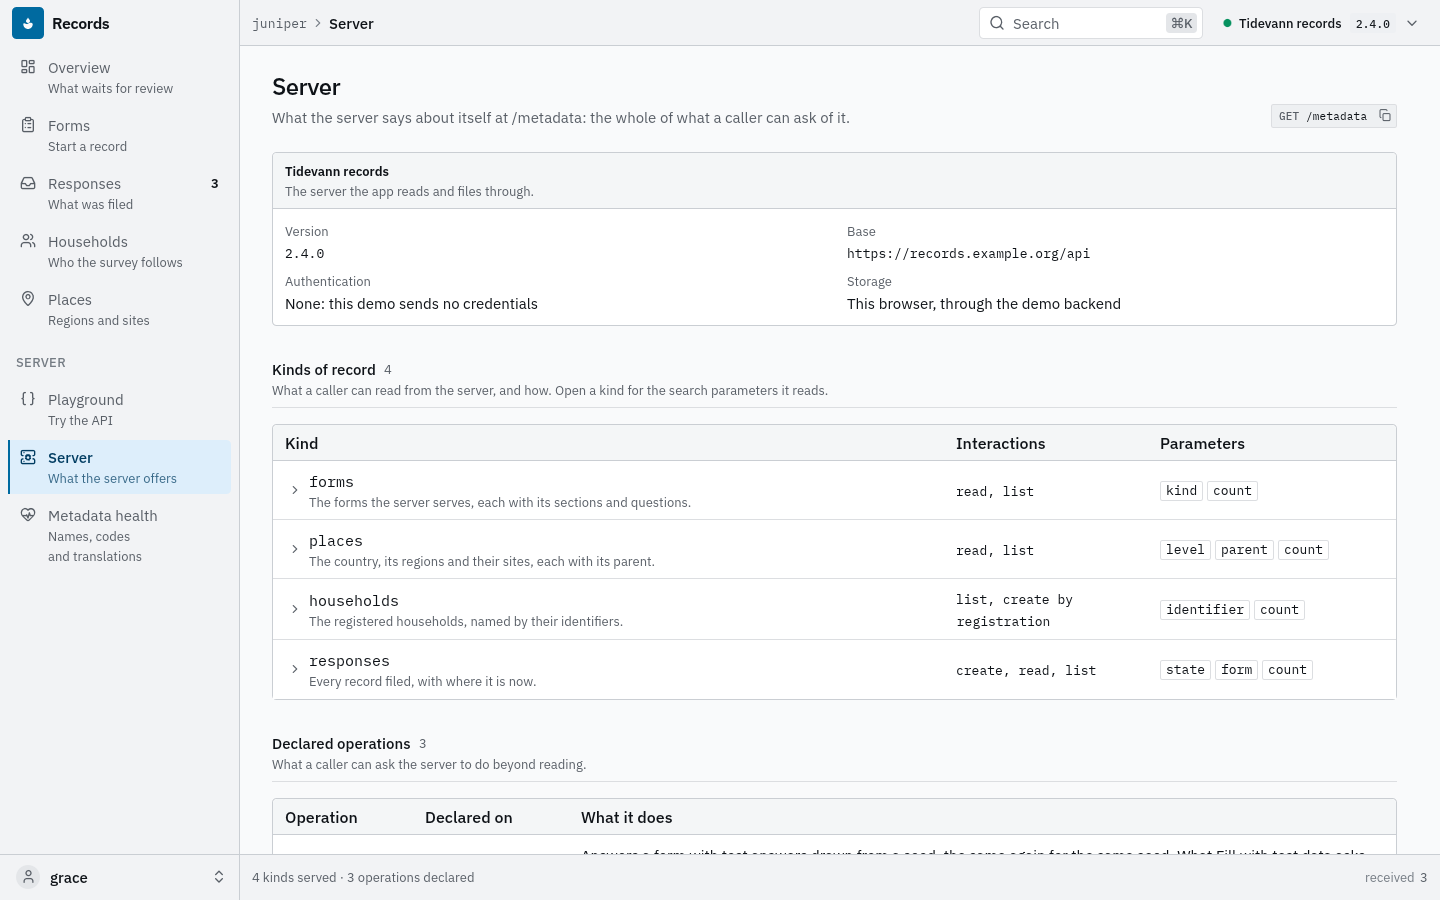 Records
juniper > Server
Search ⌘K
Tidevann records 2.4.0
Overview
What waits for review
Forms
Start a record
Responses 3
What was filed
Households
Who the survey follows
Places
Regions and sites
SERVER
Playground
Try the API
Server
What the server offers
Metadata health
Names, codes
and translations
grace
Server
What the server says about itself at /metadata: the whole of what a caller can ask of it.
GET /metadata
Tidevann records
The server the app reads and files through.
Version
2.4.0
Base
https://records.example.org/api
Authentication
None: this demo sends no credentials
Storage
This browser, through the demo backend
Kinds of record 4
What a caller can read from the server, and how. Open a kind for the search parameters it reads.
Kind Interactions Parameters
forms
The forms the server serves, each with its sections and questions.
read, list
kind count
places
The country, its regions and their sites, each with its parent.
read, list
level parent count
households
The registered households, named by their identifiers.
list, create by
registration
identifier count
responses
Every record filed, with where it is now.
create, read, list
state form count
Declared operations 3
What a caller can ask the server to do beyond reading.
Operation Declared on What it does
4 kinds served · 3 operations declared
received 3